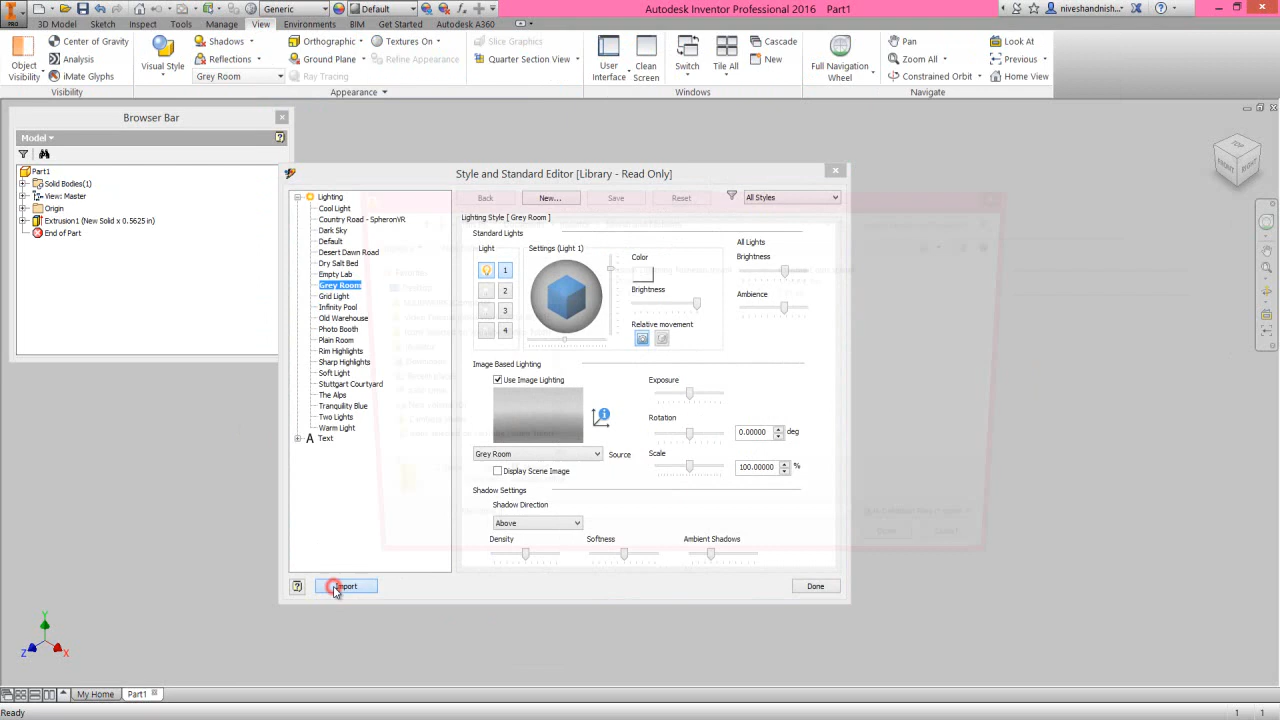 Generic
Default
Autodesk Inventor Professional 2016 Part1
niveshandnish...
3D Model Sketch Inspect Tools Manage View Environments BIM Get Started Autodesk A360
Object Visibility
Center of Gravity
Analysis
iMate Glyphs
Visibility
Visual Style
Shadows
Reflections
Grey Room
Orthographic
Ground Plane
Ray Tracing
Textures On
Refine Appearance
Appearance
Slice Graphics
Quarter Section View
User Interface
Clean Screen
Switch
Tile All
Cascade
New
Windows
Full Navigation Wheel
Pan
Zoom All
Constrained Orbit
Look At
Previous
Home View
Navigate
Browser Bar
Model
Part1
Solid Bodies(1)
View: Master
Origin
Extrusion1 (New Solid x 0.5625 in)
End of Part
FRONT RIGHT
Style and Standard Editor [Library - Read Only]
Lighting
Cool Light
Country Road - SpheronVR
Dark Sky
Default
Desert Dawn Road
Dry Salt Bed
Empty Lab
Grey Room
Grid Light
Infinity Pool
Old Warehouse
Photo Booth
Plain Room
Rim Highlights
Sharp Highlights
Soft Light
Stuttgart Courtyard
The Alps
Tranquility Blue
Two Lights
Warm Light
A Text
Back New... Save Reset All Styles
Lighting Style [ Grey Room ]
Standard Lights
Light
1
2
3
4
Settings (Light 1)
Color
Brightness
Relative movement
All Lights
Brightness
Ambience
Image Based Lighting
Use Image Lighting
Grey Room
Source
Display Scene Image
Exposure
Rotation
0.00000 deg
Scale
100.00000 %
Shadow Settings
Shadow Direction
Above
Density Softness Ambient Shadows
Import
Done
Y
Z X
My Home Part1
Ready 1 1